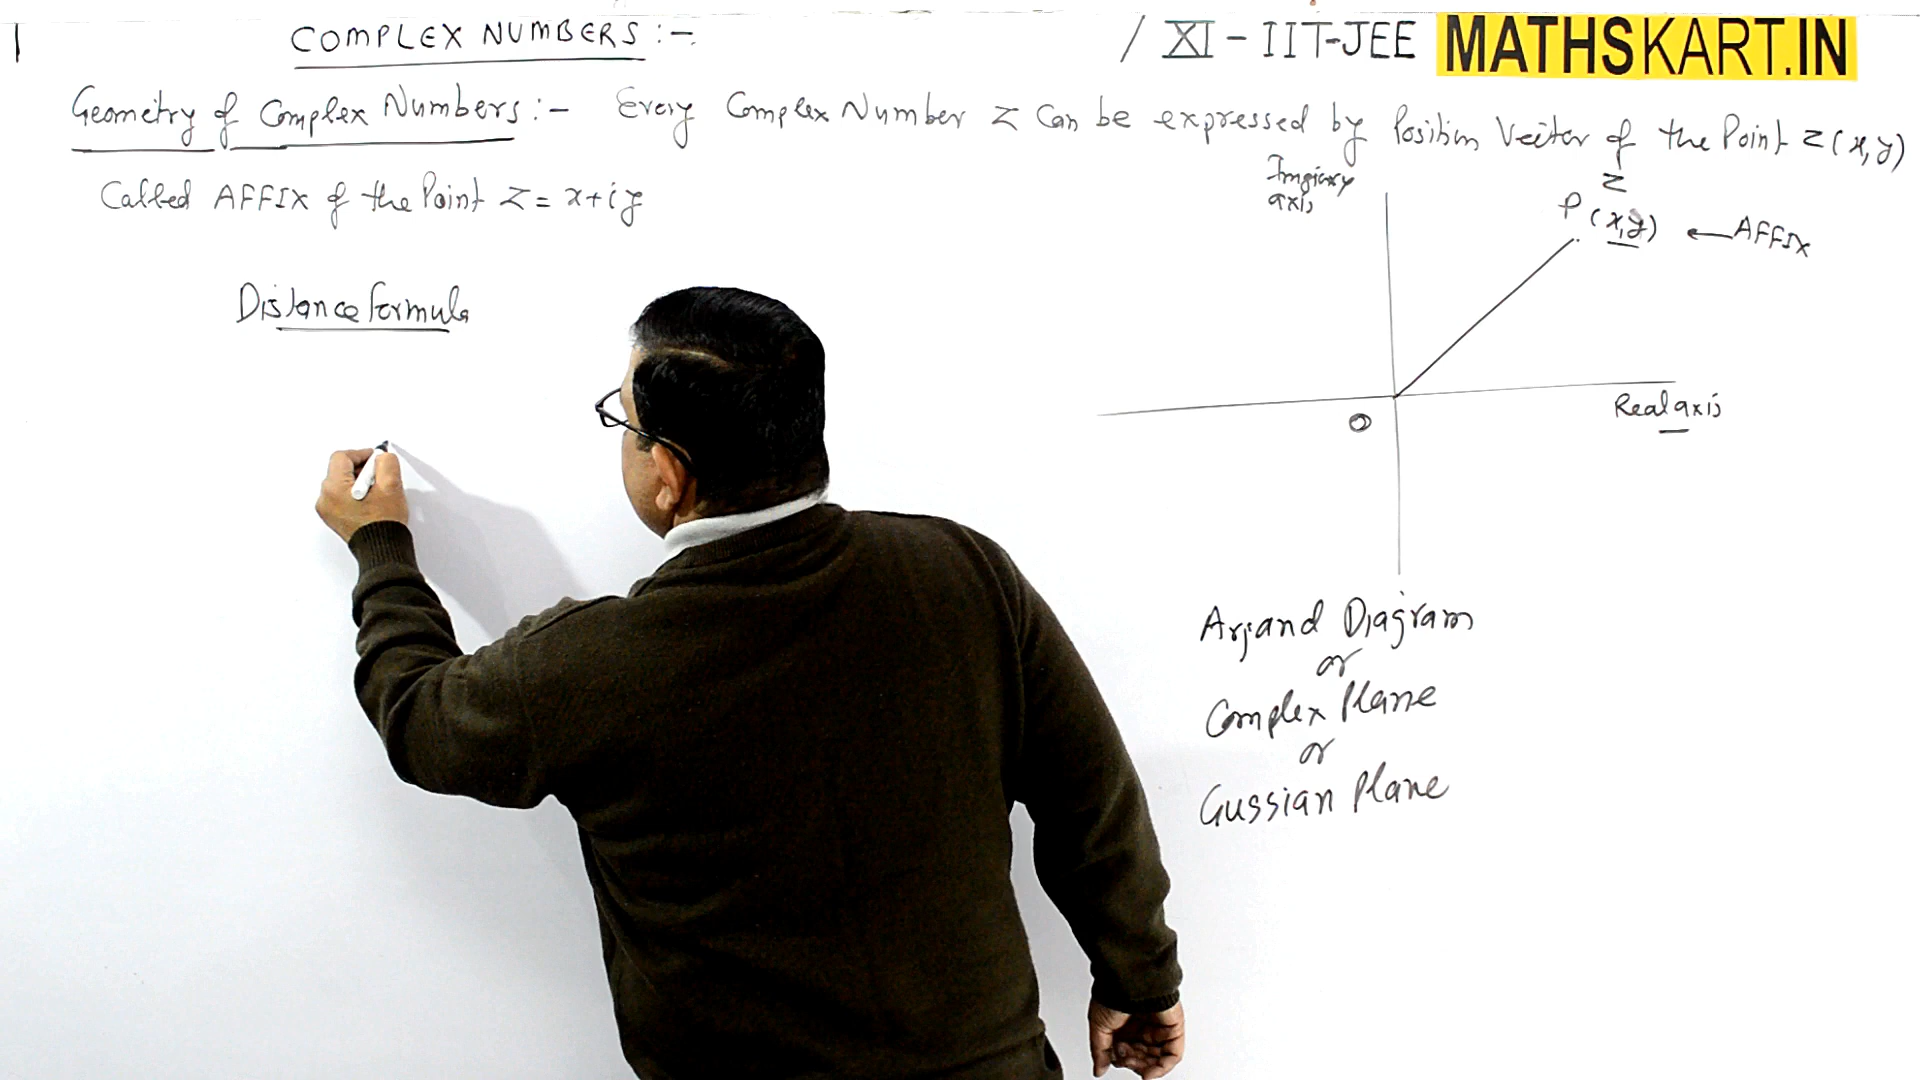 COMPLEX NUMBERS :-
/ XI - IIT-JEE MATHSKART.IN
Geometry of Complex Numbers :- Every Complex Number Z Can be expressed by Position Vector of the Point Z(x,y)
Called AFFIX of the Point Z = x+iy
Imginary
axis
Z
P(x,y) ← AFFIX
Distance formula
Real axis
O
Argand Diagram
or
Complex Plane
or
Gussian Plane